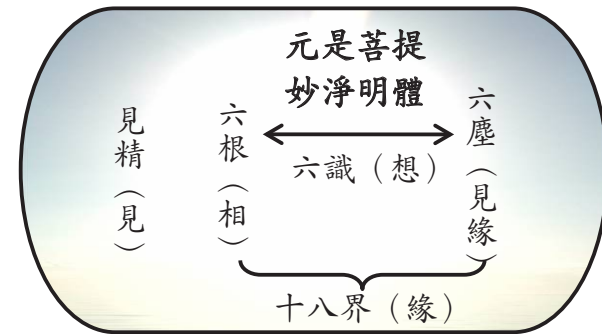 元是菩提
妙淨明體
見精（見）
六根（相）
六識（想）
六塵（見緣）
十八界（緣）